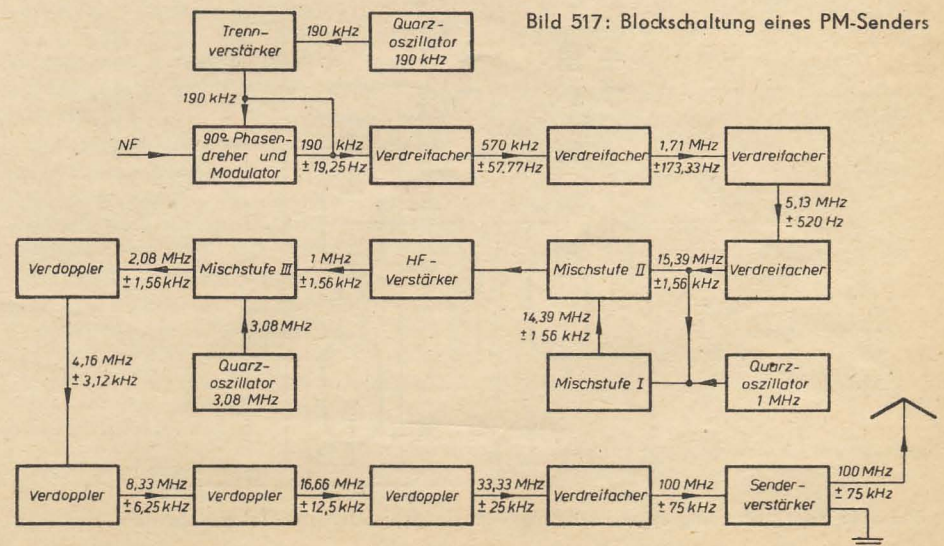 Bild 517: Blockschaltung eines PM-Senders
Trenn-
verstärker
190 kHz
Quarz-
oszillator
190 kHz
190 kHz
NF
90º Phasen-
dreher und
Modulator
190 kHz
± 19,25 Hz
Verdreifacher
570 kHz
± 57.77 Hz
Verdreifacher
1,71 MHz
±173,33 Hz
Verdreifacher
5,13 MHz
± 520 Hz
Verdoppler
2,08 MHz
± 1,56 kHz
Mischstufe III
1 MHz
±1,56 kHz
HF -
Verstärker
Mischstufe II
15,39 MHz
±1,56 kHz
Verdreifacher
3,08 MHz
14,39 MHz
±1 56 kHz
4,16 MHz
± 3,12 kHz
Quarz-
oszillator
3,08 MHz
Mischstufe I
Quarz-
oszillator
1 MHz
Verdoppler
8,33 MHz
± 6,25 kHz
Verdoppler
16,66 MHz
± 12,5 kHz
Verdoppler
33,33 MHz
± 25 kHz
Verdreifacher
100 MHz
± 75 kHz
Sender-
verstärker
100 MHz
± 75 kHz